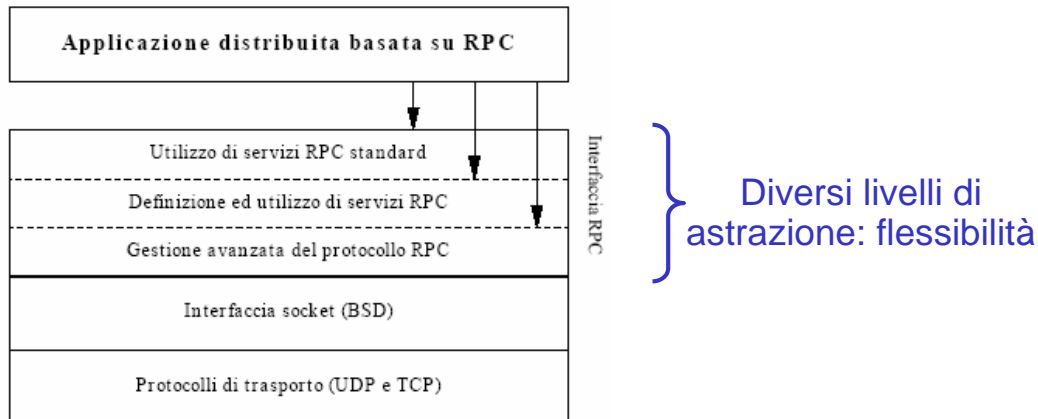 Applicazione distribuita basata su RPC
Utilizzo di servizi RPC standard
Definizione ed utilizzo di servizi RPC
Gestione avanzata del protocollo RPC
Interfaccia socket (BSD)
Protocolli di trasporto (UDP e TCP)
Interfaccia RPC
Diversi livelli di
astrazione: flessibilità